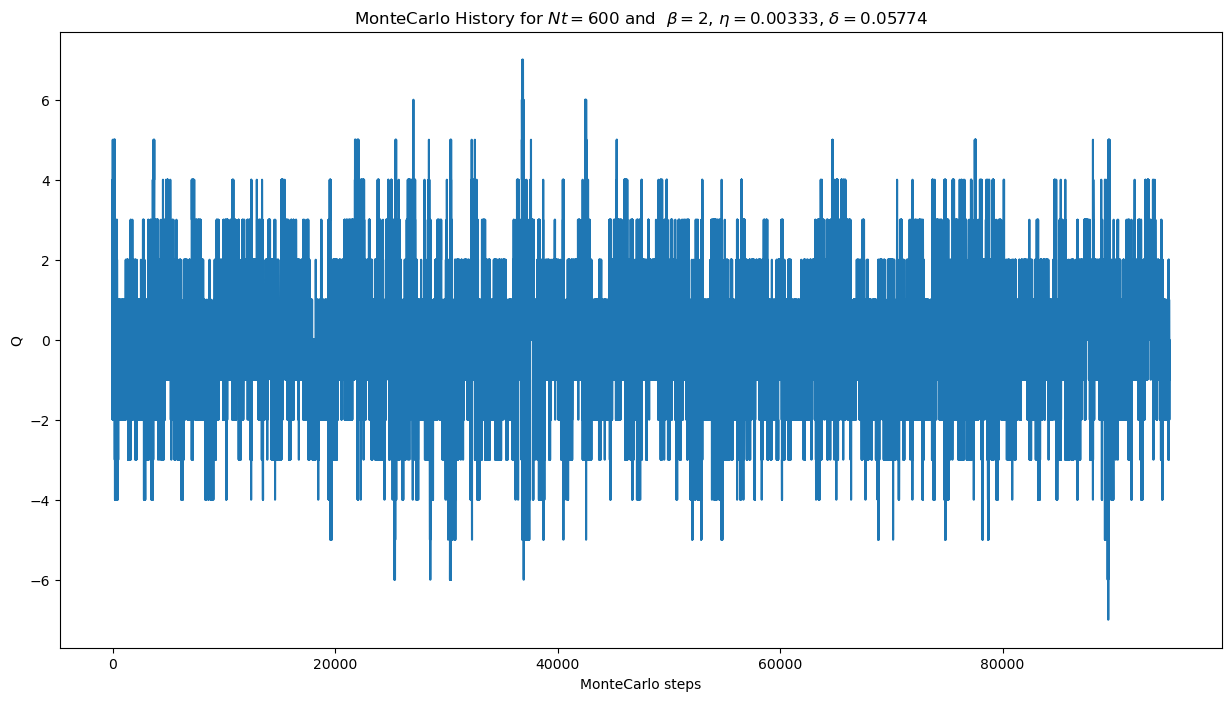 MonteCarlo History for Nt = 600 and β = 2, η = 0.00333, δ = 0.05774
Q
6
4
2
0
−2
−4
−6
0 20000 40000 60000 80000
MonteCarlo steps